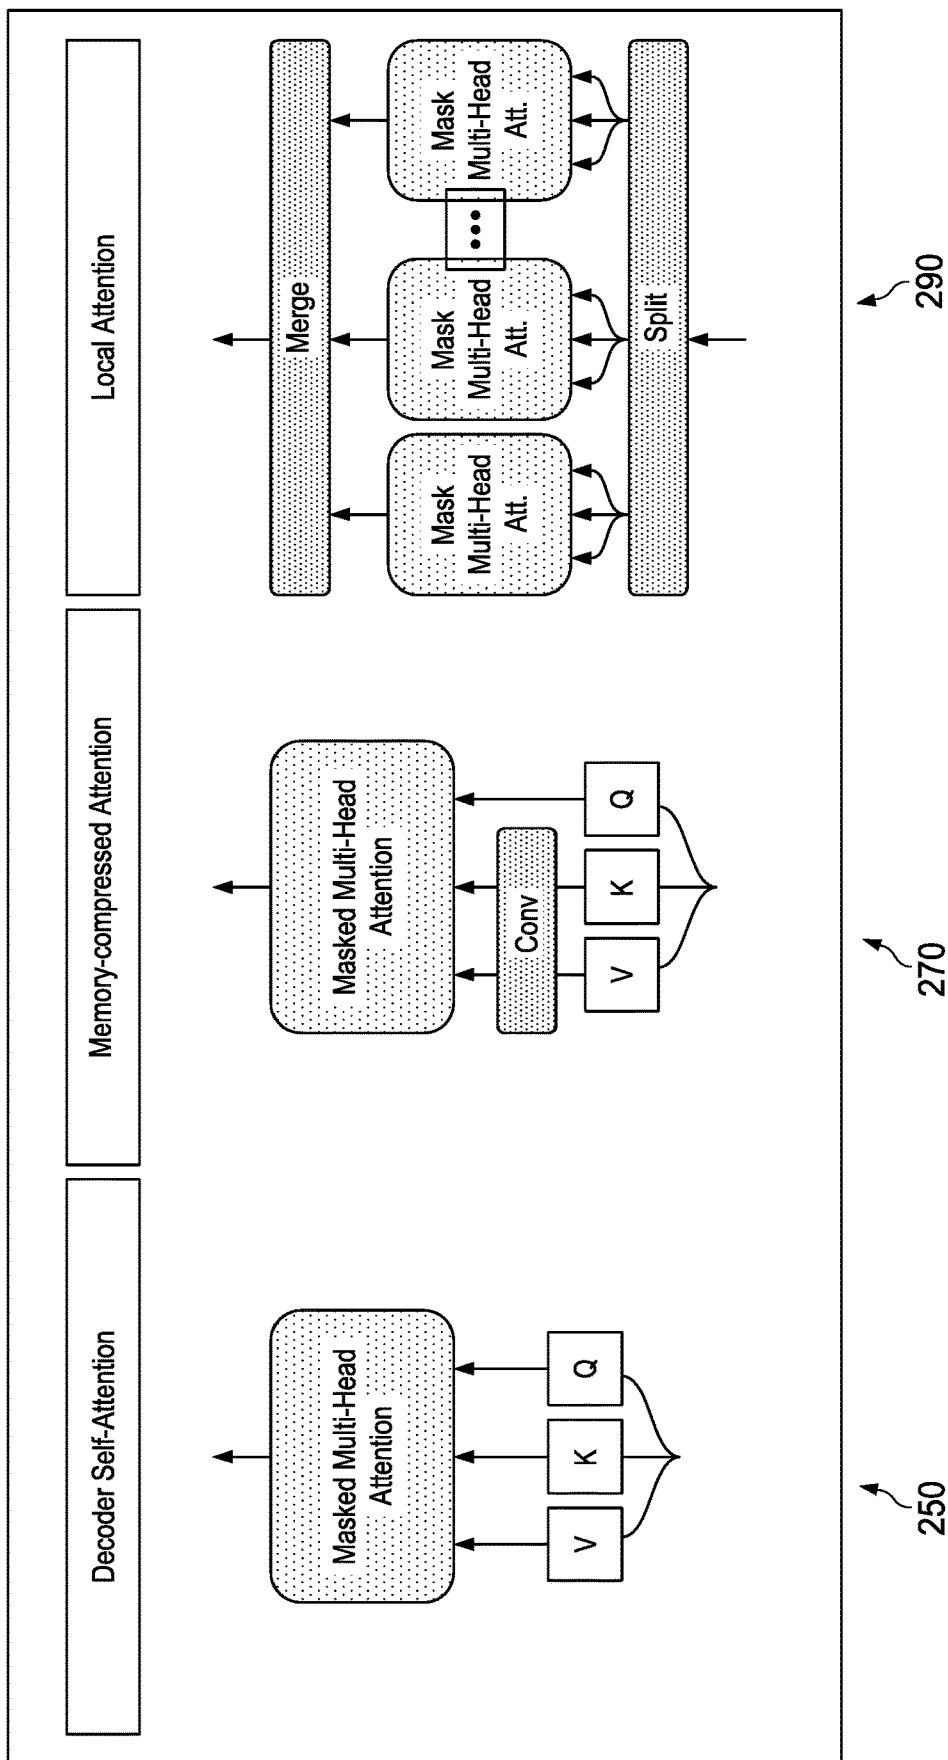 Decoder Self-Attention
Masked Multi-Head
Attention
V
K
Q
250
Memory-compressed Attention
Masked Multi-Head
Attention
Conv
V
K
Q
270
Local Attention
Merge
Mask
Multi-Head
Att.
Mask
Multi-Head
Att.
•••
Mask
Multi-Head
Att.
Split
290